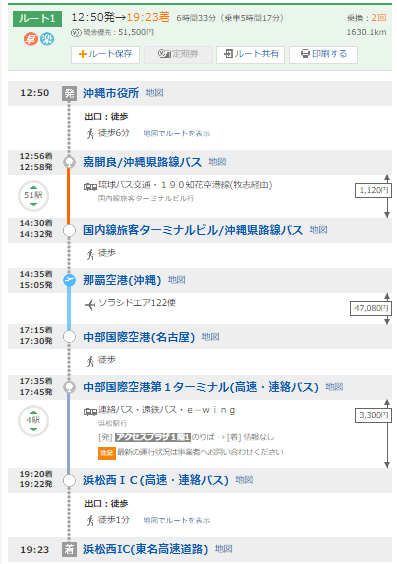 ルート1
12:50発→19:23着 6時間33分（乗車5時間17分） 乗換：2回
現金優先：51,500円 1630.1km
早 楽
ルート保存 定期券 ルート共有 印刷する
12:50 発 沖縄市役所 地図
出口：徒歩
徒歩6分 地図でルートを表示
12:56着
12:58発
嘉間良/沖縄県路線バス 地図
51駅
琉球バス交通・１９０知花空港線(牧志経由)
国内線旅客ターミナルビル行
1,120円
14:30着
14:32発
国内線旅客ターミナルビル/沖縄県路線バス 地図
徒歩
14:35着
15:05発
那覇空港(沖縄) 地図
ソラシドエア122便
47,080円
17:15着
17:30発
中部国際空港(名古屋) 地図
徒歩
17:35着
17:45発
中部国際空港第１ターミナル(高速・連絡バス) 地図
4駅
連絡バス・遠鉄バス・ｅ－ｗｉｎｇ
浜松駅行
[発] アクセスプラザ１階1のりば → [着] 情報なし
最新の運行状況は事業者へお問い合わせください
3,300円
19:20着
19:22発
浜松西ＩＣ(高速・連絡バス) 地図
出口：徒歩
徒歩1分 地図でルートを表示
19:23 着 浜松西IC(東名高速道路) 地図